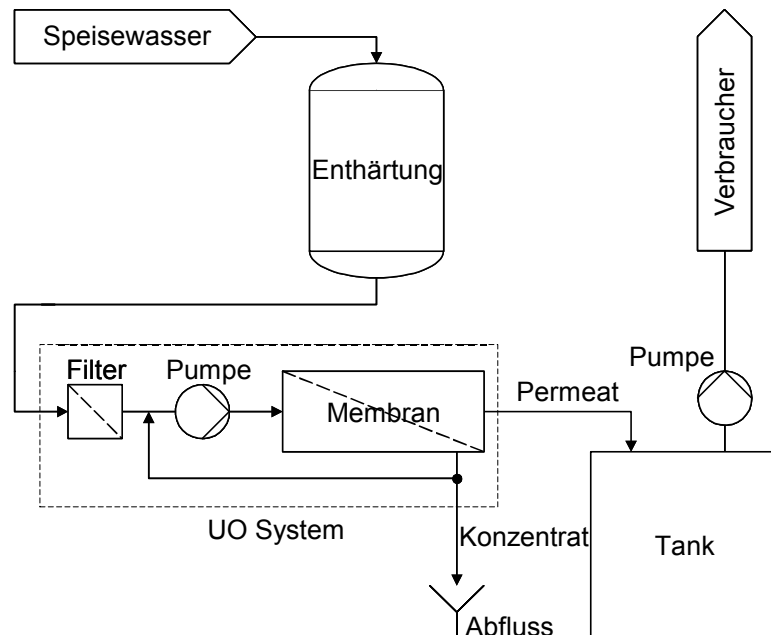 Speisewasser
Enthärtung
Verbraucher
Filter
Pumpe
Membran
Permeat
Pumpe
UO System
Konzentrat
Tank
Abfluss